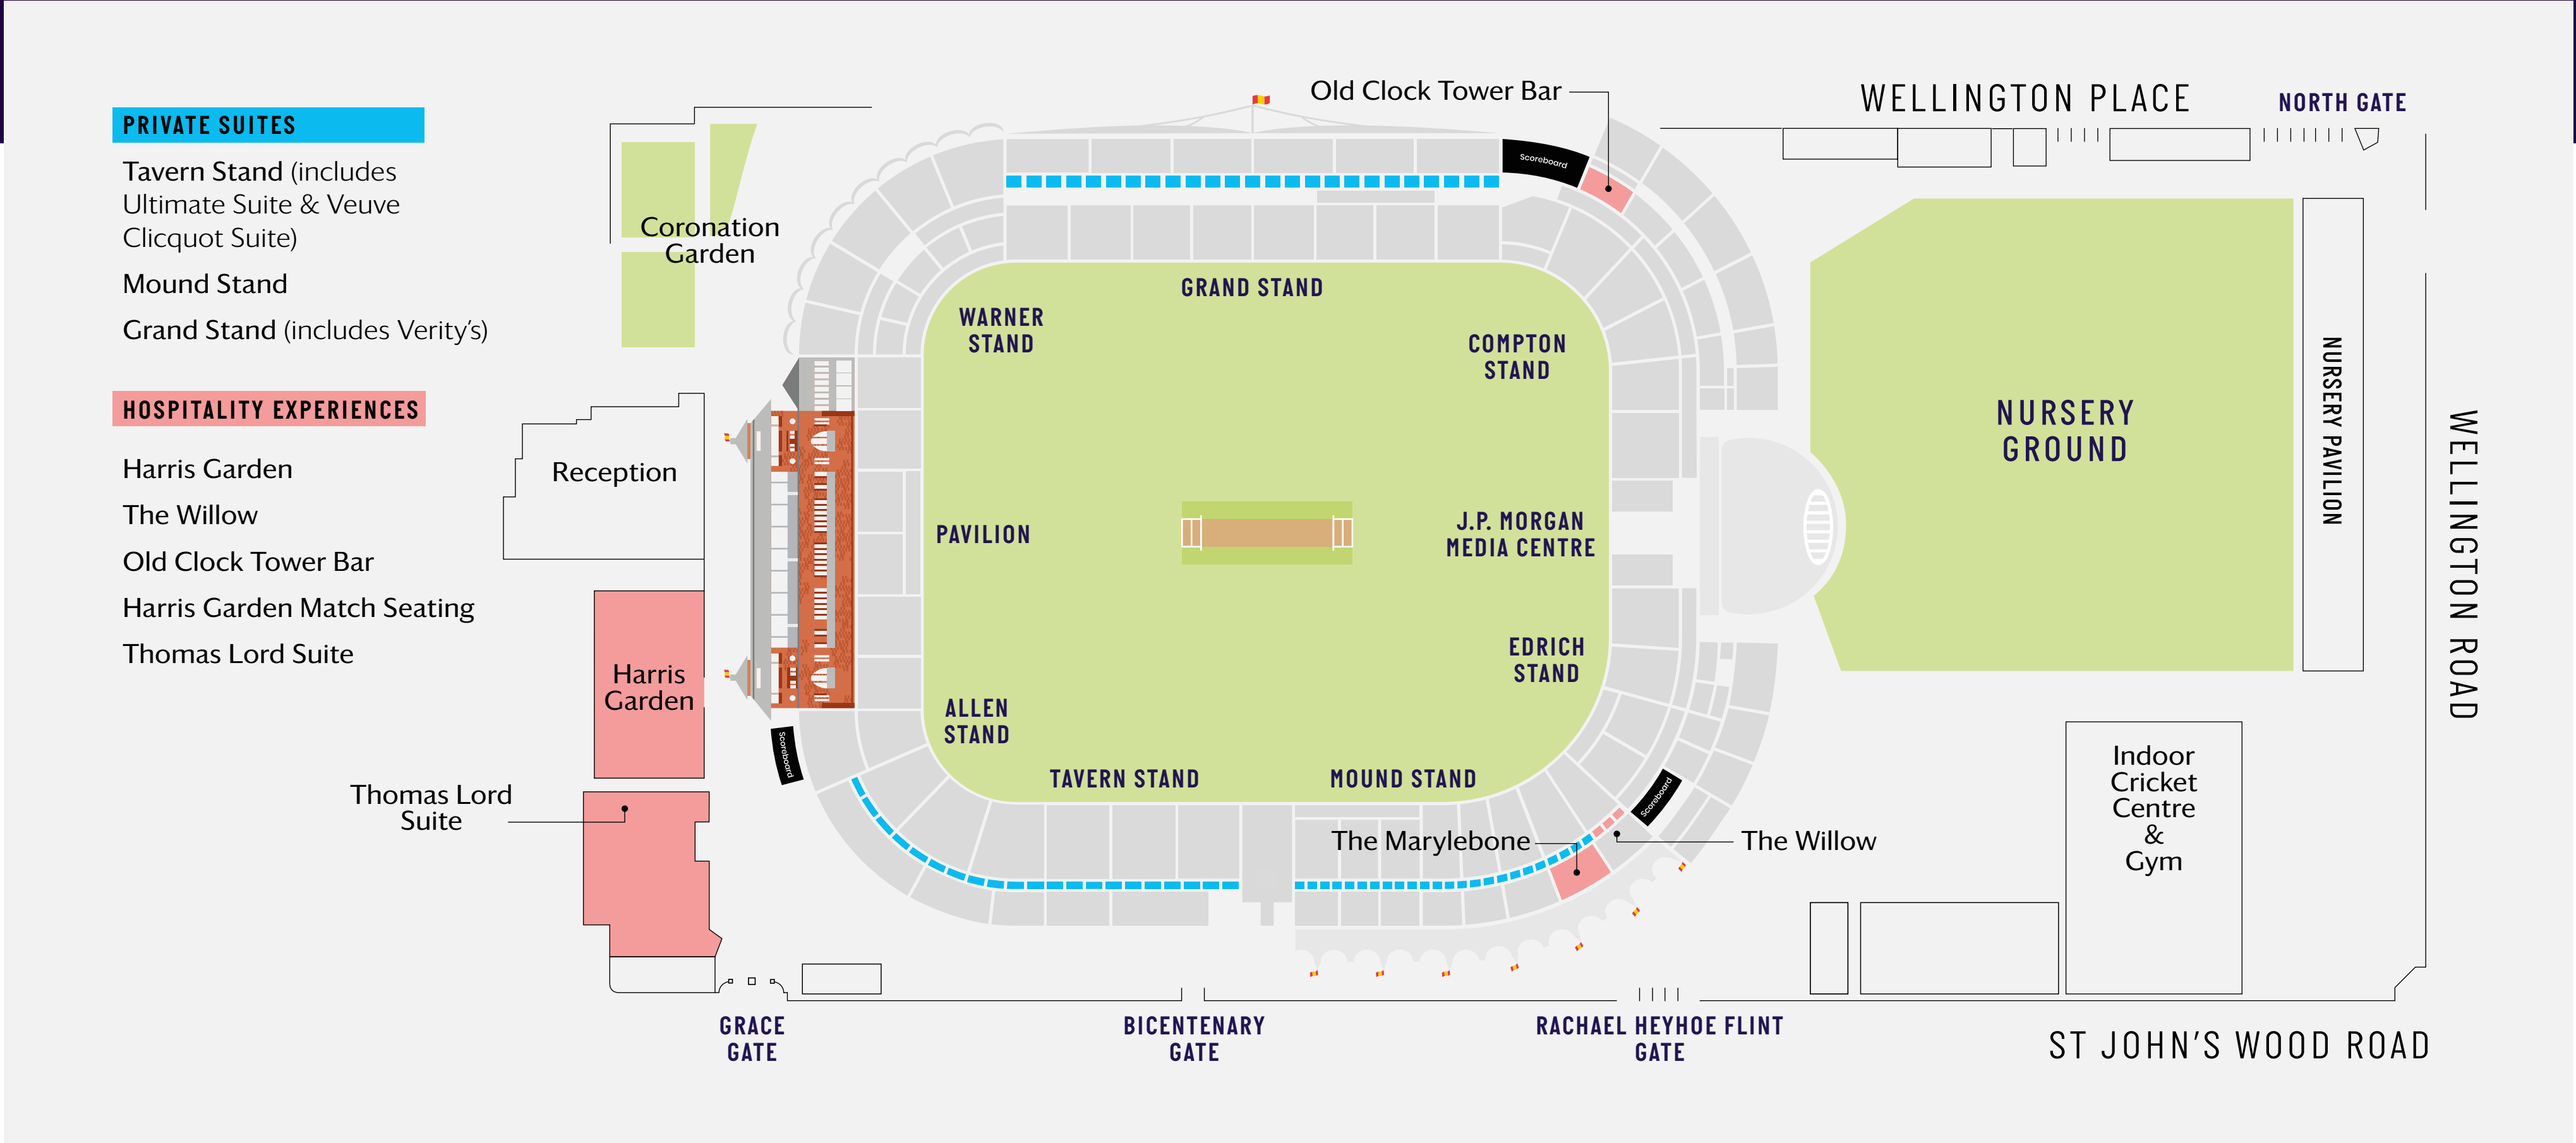 PRIVATE SUITES
Tavern Stand (includes
Ultimate Suite & Veuve
Clicquot Suite)
Mound Stand
Grand Stand (includes Verity's)
HOSPITALITY EXPERIENCES
Harris Garden
The Willow
Old Clock Tower Bar
Harris Garden Match Seating
Thomas Lord Suite
Coronation
Garden
Reception
Harris
Garden
Thomas Lord
Suite
Old Clock Tower Bar
Scoreboard
GRAND STAND
WARNER
STAND
COMPTON
STAND
PAVILION
J.P. MORGAN
MEDIA CENTRE
EDRICH
STAND
ALLEN
STAND
Scoreboard
TAVERN STAND
MOUND STAND
Scoreboard
The Marylebone
The Willow
WELLINGTON PLACE
NORTH GATE
NURSERY
GROUND
NURSERY PAVILION
WELLINGTON ROAD
Indoor
Cricket
Centre
&
Gym
GRACE
GATE
BICENTENARY
GATE
RACHAEL HEYHOE FLINT
GATE
ST JOHN'S WOOD ROAD